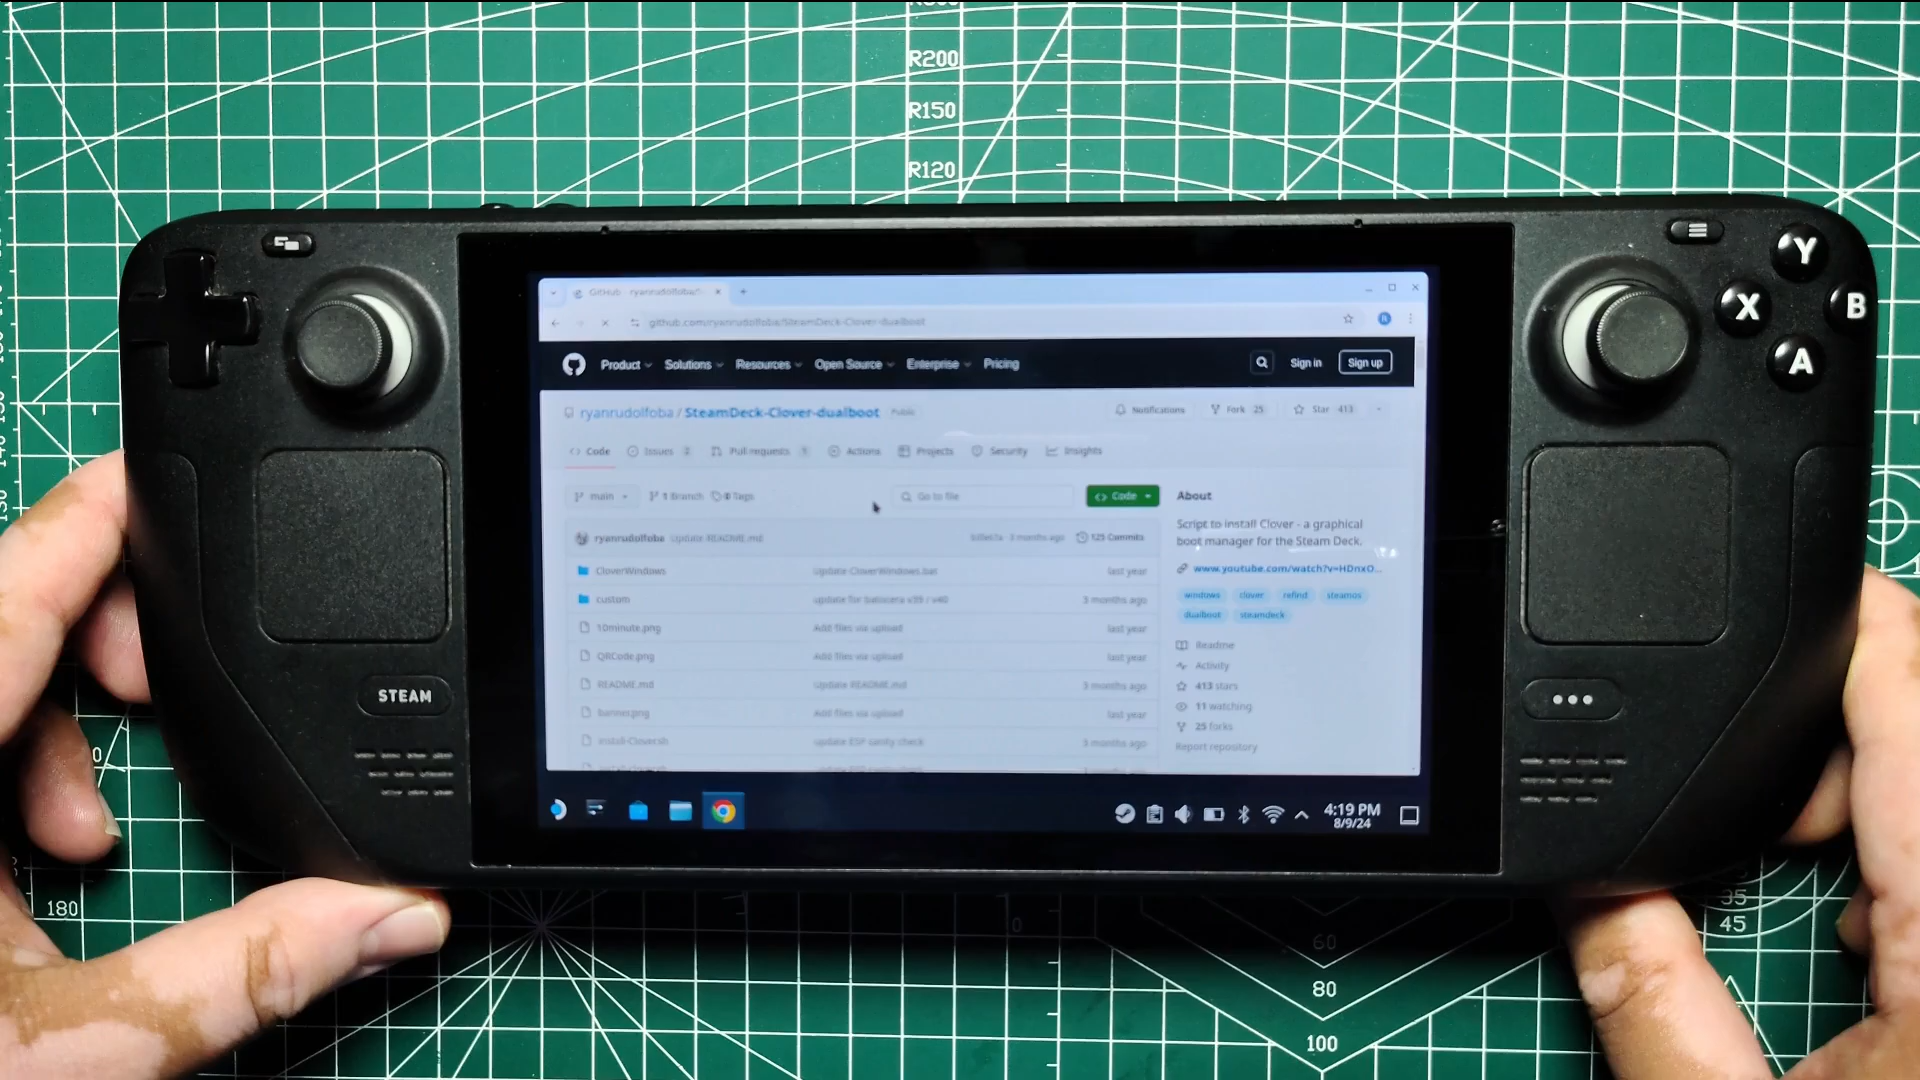 R200
R150
R120
GitHub - ryanrudolfoba/S
github.com/ryanrudolfoba/SteamDeck-Clover-dualboot
Product Solutions Resources Open Source Enterprise Pricing Sign in Sign up
ryanrudolfoba / SteamDeck-Clover-dualboot Public
Notifications Fork 25 Star 413
Code Issues 2 Pull requests 1 Actions Projects Security Insights
main 1 Branch 0 Tags Go to file Code
ryanrudolfoba Update README.md 3 months ago 125 Commits
CloverWindows Update CloverWindows.bat last year
custom update for batocera v39 / v40 3 months ago
10minute.png Add files via upload last year
QRCode.png Add files via upload last year
README.md Update README.md 3 months ago
banner.png Add files via upload last year
install-Clover.sh update ESP sanity check 3 months ago
About
Script to install Clover - a graphical
boot manager for the Steam Deck.
www.youtube.com/watch?v=HDnxO...
windows clover refind steamos
dualboot steamdeck
Readme
Activity
413 stars
11 watching
25 forks
Report repository
4:19 PM
8/9/24
Y
X
B
A
STEAM
180
0
35
45
60
80
100